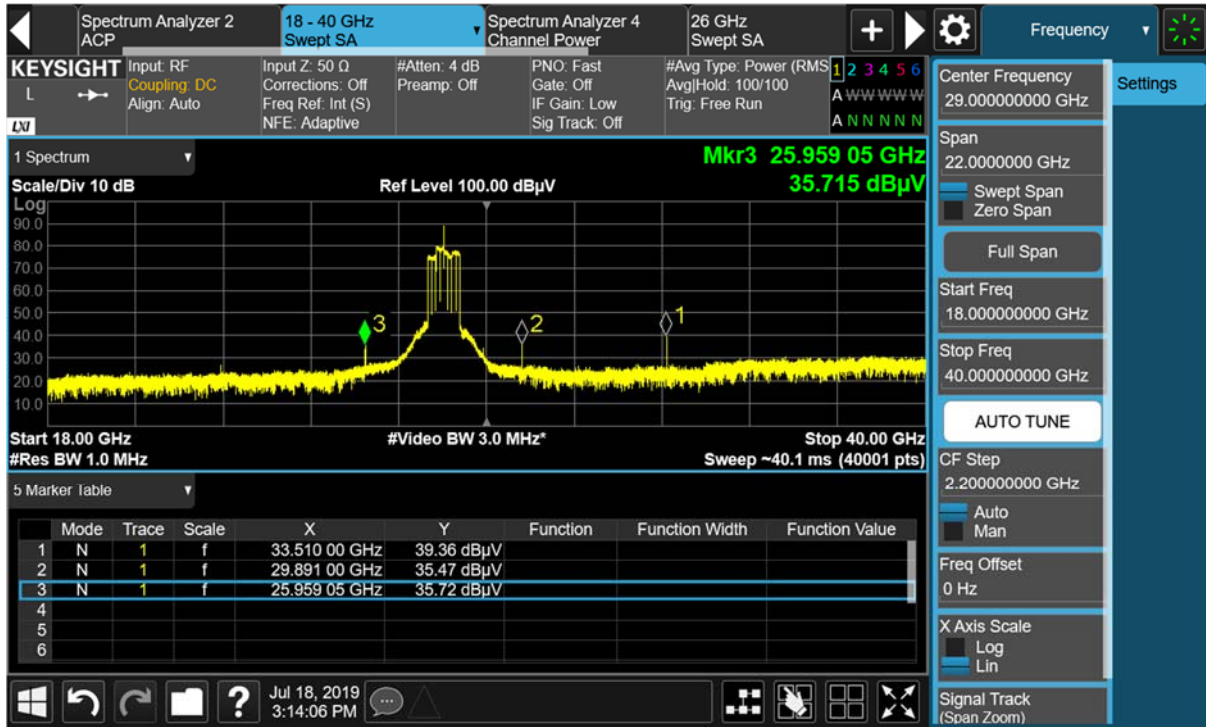 Spectrum Analyzer 2
ACP
18 - 40 GHz
Swept SA
Spectrum Analyzer 4
Channel Power
26 GHz
Swept SA
Frequency
KEYSIGHT
L
LXI
Input: RF
Coupling: DC
Align: Auto
Input Z: 50 Ω
Corrections: Off
Freq Ref: Int (S)
NFE: Adaptive
#Atten: 4 dB
Preamp: Off
PNO: Fast
Gate: Off
IF Gain: Low
Sig Track: Off
#Avg Type: Power (RMS
Avg|Hold: 100/100
Trig: Free Run
1 2 3 4 5 6
A W W W W W
A N N N N N
1 Spectrum
Mkr3 25.959 05 GHz
35.715 dBµV
Scale/Div 10 dB
Ref Level 100.00 dBµV
Log
90.0
80.0
70.0
60.0
50.0
40.0
30.0
20.0
10.0
3
2
1
Start 18.00 GHz
#Video BW 3.0 MHz*
Stop 40.00 GHz
#Res BW 1.0 MHz
Sweep ~40.1 ms (40001 pts)
5 Marker Table
Mode Trace Scale X Y Function Function Width Function Value
1 N 1 f 33.510 00 GHz 39.36 dBµV
2 N 1 f 29.891 00 GHz 35.47 dBµV
3 N 1 f 25.959 05 GHz 35.72 dBµV
4
5
6
?
Jul 18, 2019
3:14:06 PM
Settings
Center Frequency
29.000000000 GHz
Span
22.0000000 GHz
Swept Span
Zero Span
Full Span
Start Freq
18.000000000 GHz
Stop Freq
40.000000000 GHz
AUTO TUNE
CF Step
2.200000000 GHz
Auto
Man
Freq Offset
0 Hz
X Axis Scale
Log
Lin
Signal Track
(Span Zoom)